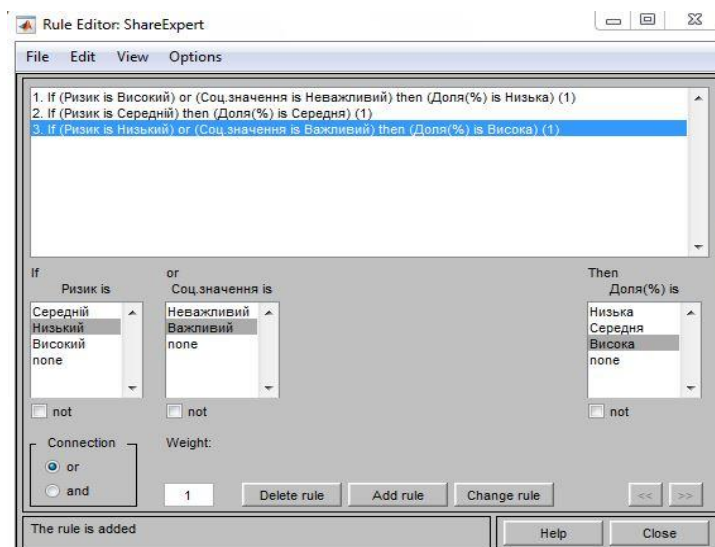 Rule Editor: ShareExpert
File Edit View Options
1. If (Ризик is Високий) or (Соц.значення is Неважливий) then (Доля(%) is Низька) (1)
2. If (Ризик is Середній) then (Доля(%) is Середня) (1)
3. If (Ризик is Низький) or (Соц.значення is Важливий) then (Доля(%) is Висока) (1)
If or Then
Ризик is Соц.значення is Доля(%) is
Середній Неважливий Низька
Низький Важливий Середня
Високий none Висока
none none
not not not
Connection Weight:
or
and 1 Delete rule Add rule Change rule << >>
The rule is added Help Close